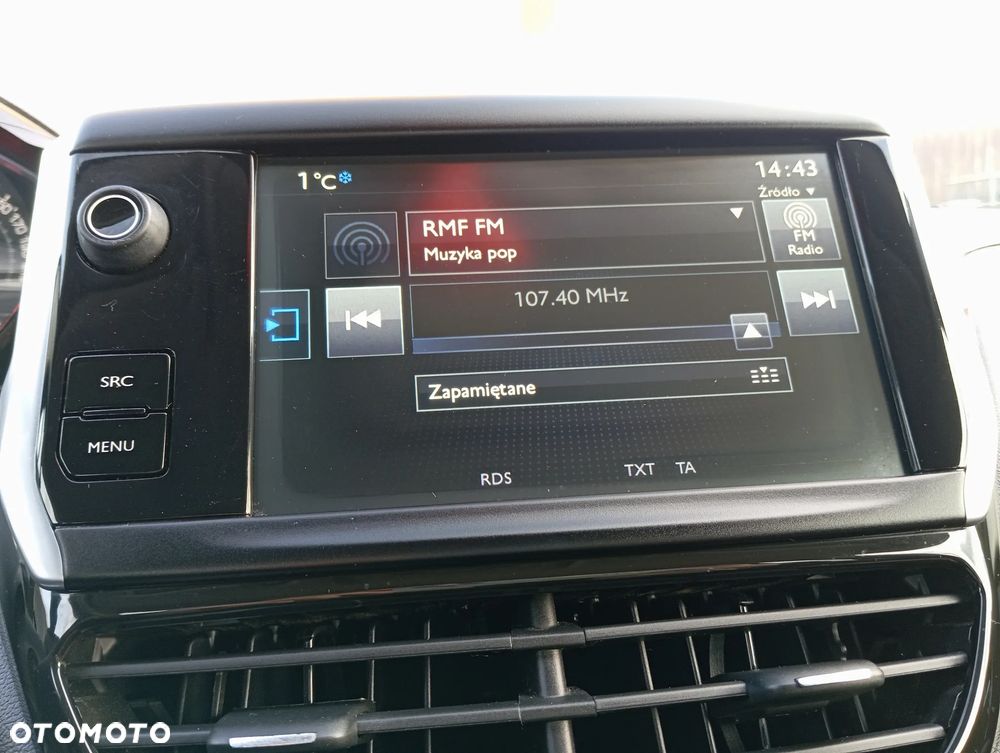 1°C
14:43
Źródło
RMF FM
Muzyka pop
FM
Radio
107.40 MHz
SRC
Zapamiętane
MENU
RDS TXT TA
170
OTOMOTO